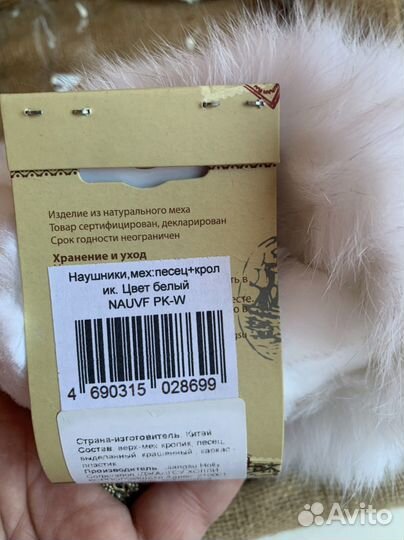 Изделие из натурального меха
Товар сертифицирован, декларирован
Срок годности неограничен
Хранение и уход
Наушники,мех:песец+крол
ик. Цвет белый
NAUVF PK-W
4 690315 028699
Страна-изготовитель: Китай
Состав: верх-мех кролик, песец,
выделанный крашенный, каркас-
пластик
Производитель
Avito